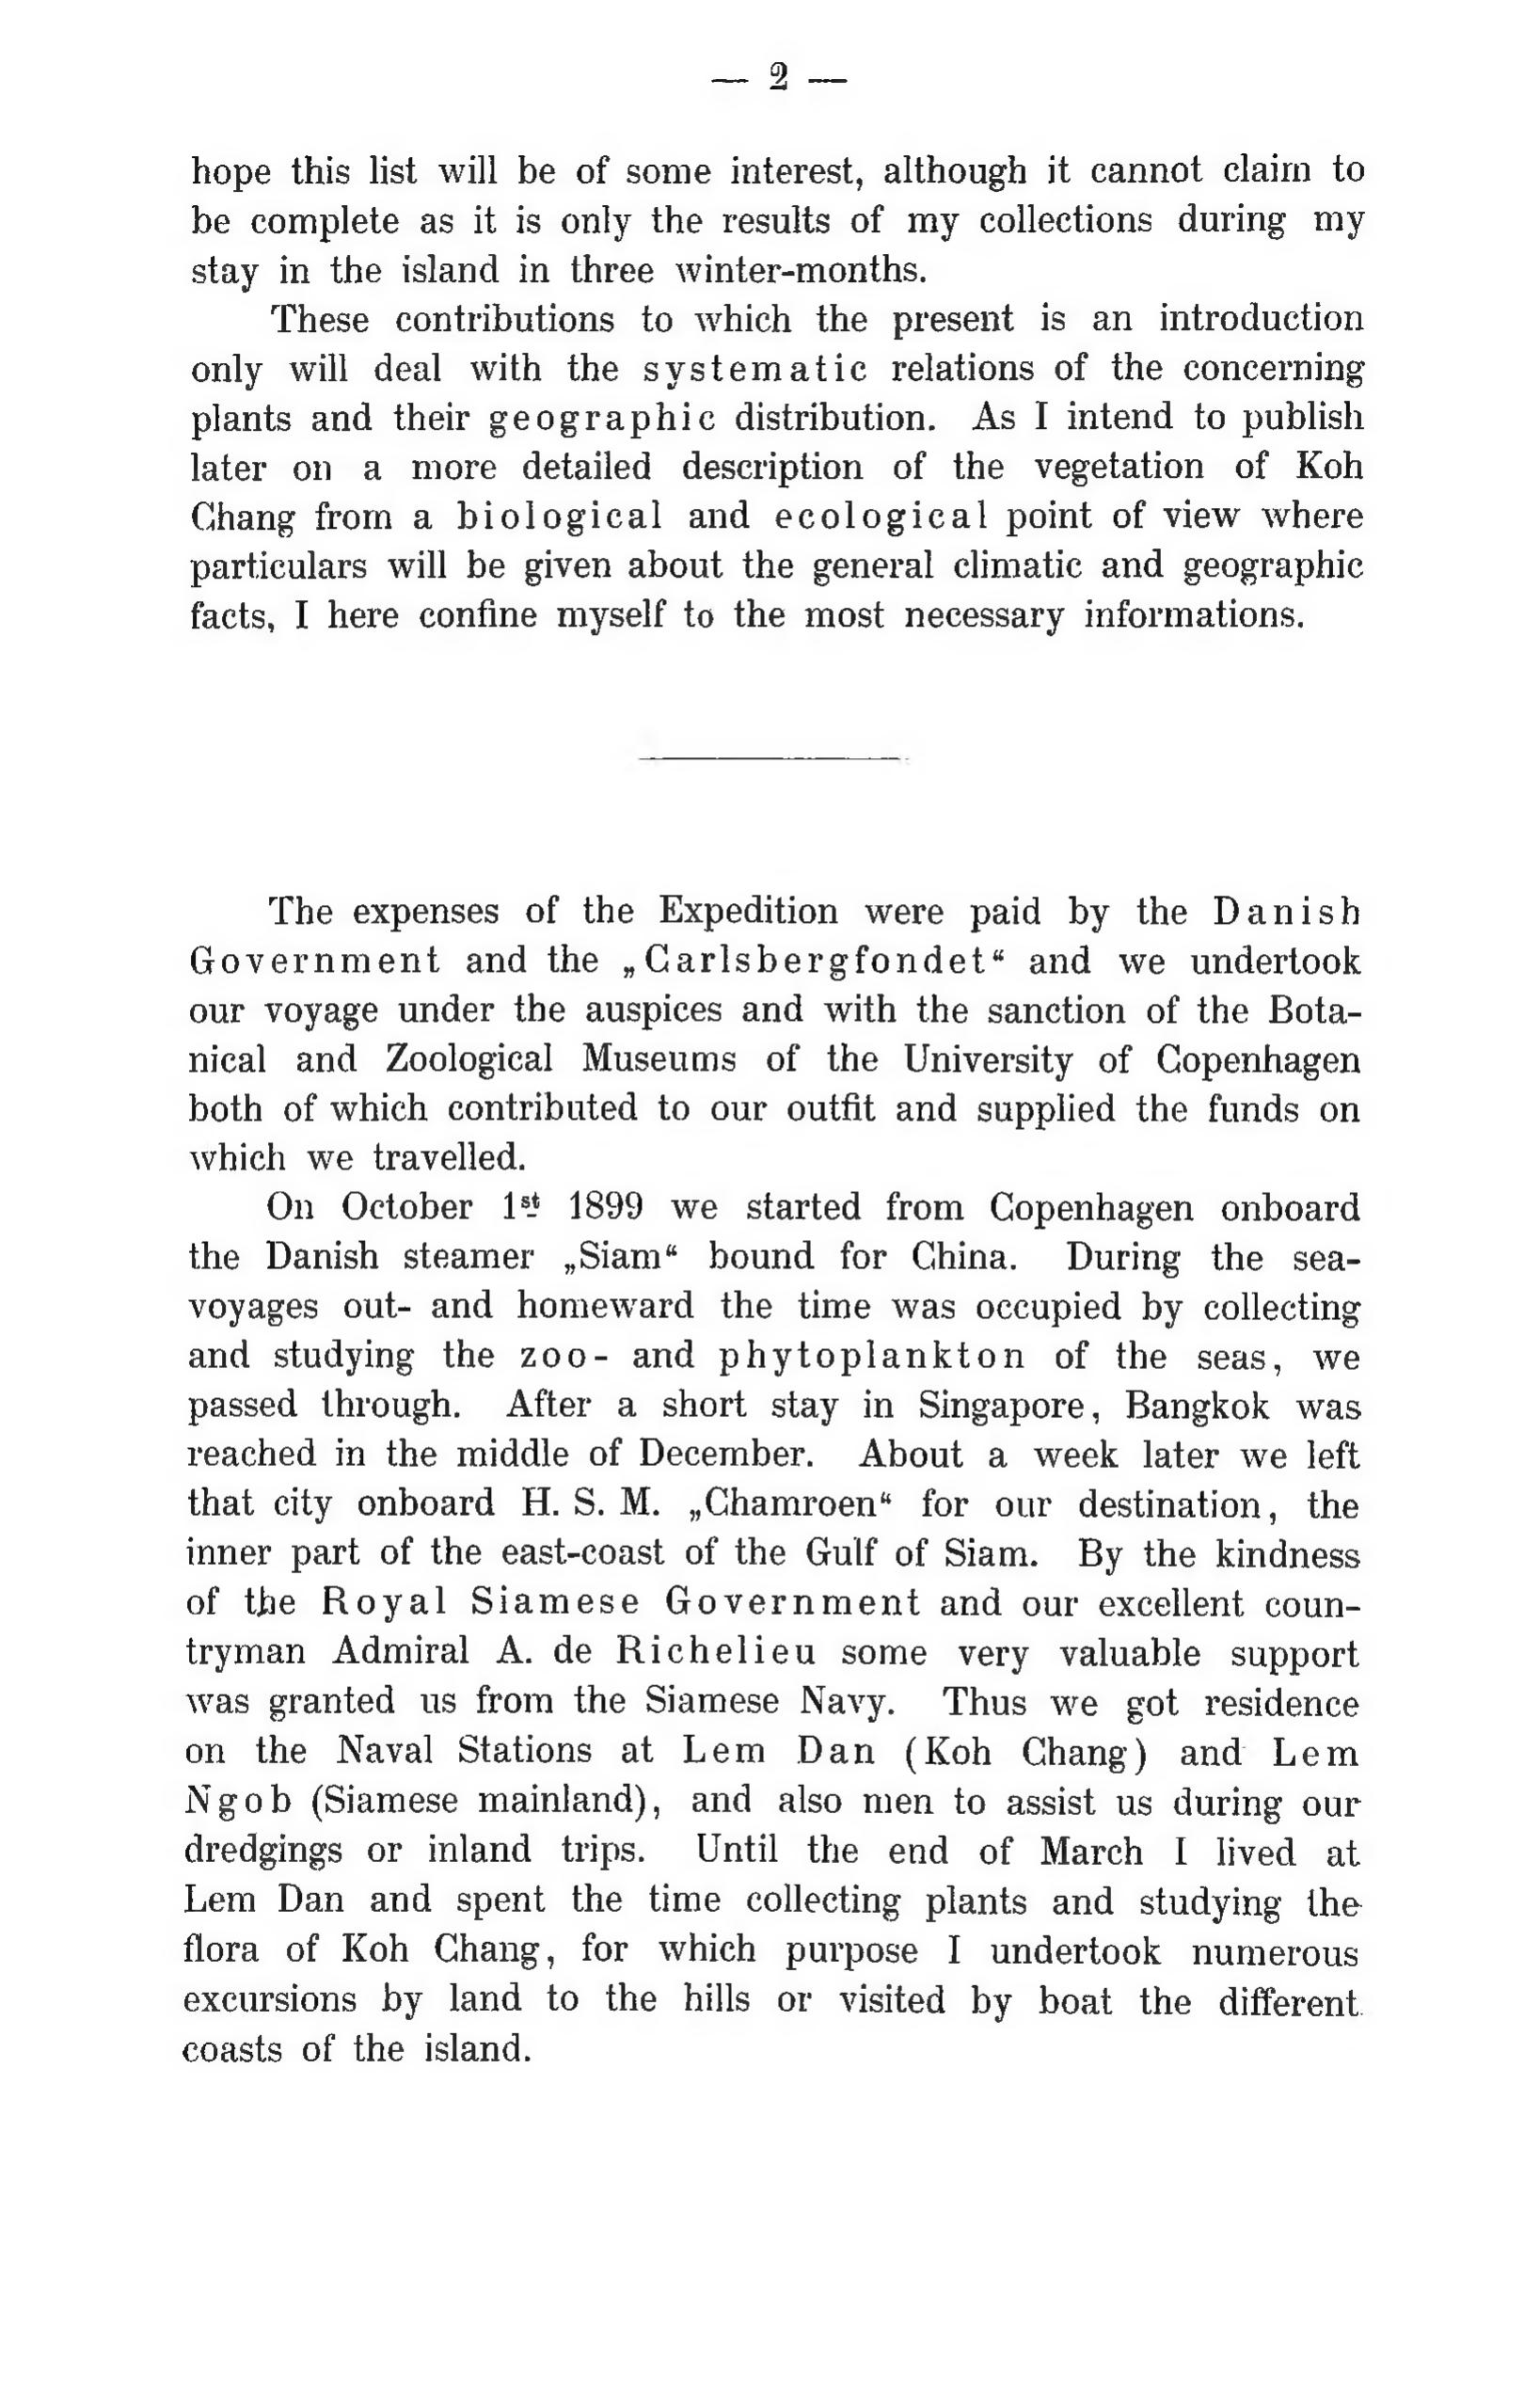 — 2 —
hope this list will be of some interest, although it cannot claim to
be complete as it is only the results of my collections during my
stay in the island in three winter-months.
These contributions to which the present is an introduction
only will deal with the systematic relations of the concerning
plants and their geographic distribution. As I intend to publish
later on a more detailed description of the vegetation of Koh
Chang from a biological and ecological point of view where
particulars will be given about the general climatic and geographic
facts, I here confine myself to the most necessary informations.
The expenses of the Expedition were paid by the Danish
Government and the „Carlsbergfondet“ and we undertook
our voyage under the auspices and with the sanction of the Bota-
nical and Zoological Museums of the University of Copenhagen
both of which contributed to our outfit and supplied the funds on
which we travelled.
On October 1st 1899 we started from Copenhagen onboard
the Danish steamer „Siam“ bound for China. During the sea-
voyages out- and homeward the time was occupied by collecting
and studying the zoo- and phytoplankton of the seas, we
passed through. After a short stay in Singapore, Bangkok was
reached in the middle of December. About a week later we left
that city onboard H. S. M. „Chamroen“ for our destination, the
inner part of the east-coast of the Gulf of Siam. By the kindness
of the Royal Siamese Government and our excellent coun-
tryman Admiral A. de Richelieu some very valuable support
was granted us from the Siamese Navy. Thus we got residence
on the Naval Stations at Lem Dan (Koh Chang) and Lem
Ngob (Siamese mainland), and also men to assist us during our
dredgings or inland trips. Until the end of March I lived at
Lem Dan and spent the time collecting plants and studying the
flora of Koh Chang, for which purpose I undertook numerous
excursions by land to the hills or visited by boat the different
coasts of the island.